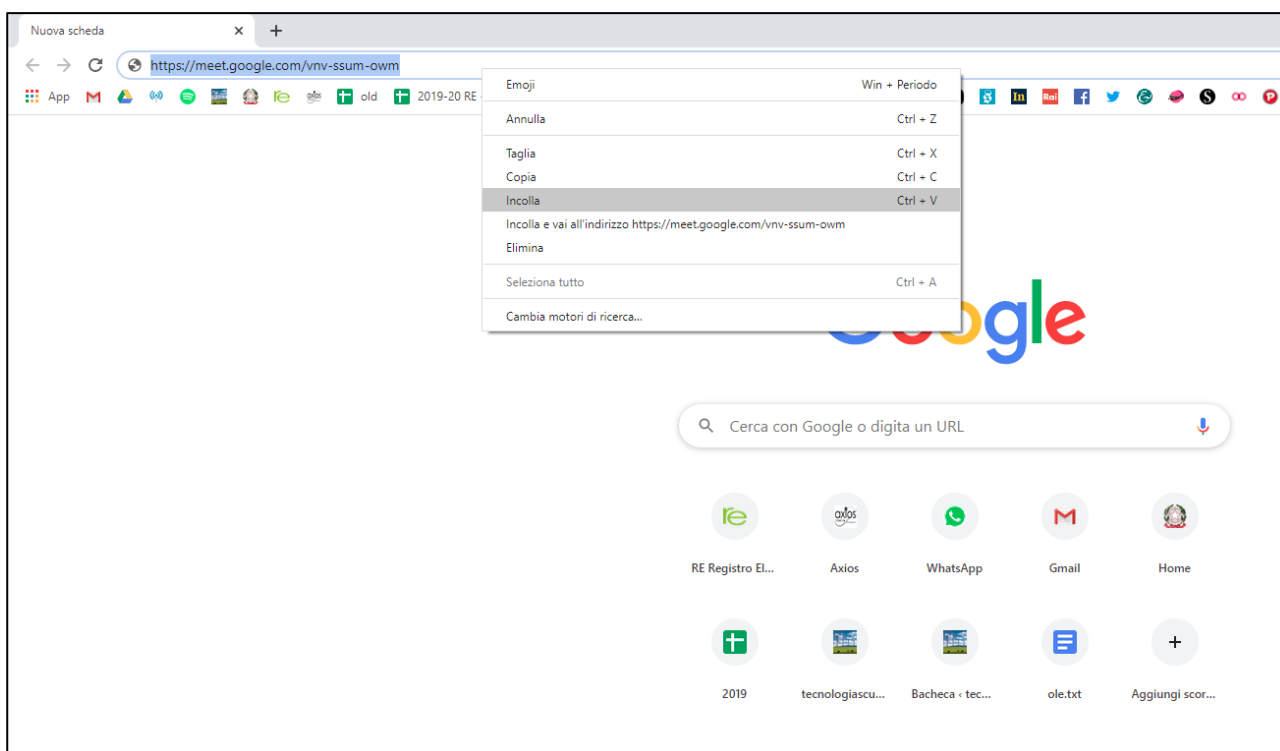 Nuova scheda
https://meet.google.com/vnv-ssum-owm
App
old
2019-20 RE
Emoji Win + Periodo
Annulla Ctrl + Z
Taglia Ctrl + X
Copia Ctrl + C
Incolla Ctrl + V
Incolla e vai all'indirizzo https://meet.google.com/vnv-ssum-owm
Elimina
Seleziona tutto Ctrl + A
Cambia motori di ricerca...
Google
Cerca con Google o digita un URL
RE Registro El... Axios WhatsApp Gmail Home
2019 tecnologiascu... Bacheca ‹ tec... ole.txt Aggiungi scor...